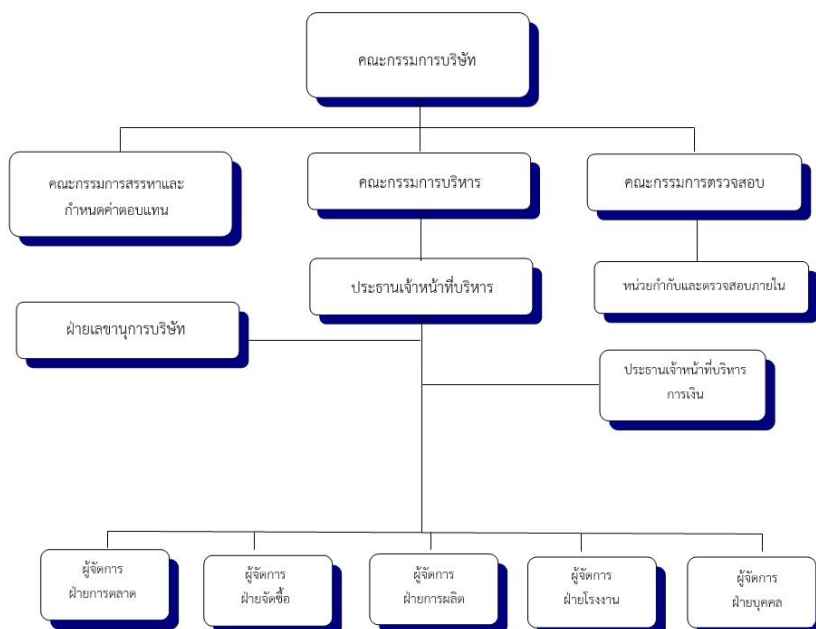 คณะกรรมการบริษัท
คณะกรรมการสรรหาและ
กำหนดค่าตอบแทน
คณะกรรมการบริหาร
คณะกรรมการตรวจสอบ
ประธานเจ้าหน้าที่บริหาร
หน่วยกำกับและตรวจสอบภายใน
ฝ่ายเลขานุการบริษัท
ประธานเจ้าหน้าที่บริหาร
การเงิน
ผู้จัดการ
ฝ่ายการตลาด
ผู้จัดการ
ฝ่ายจัดซื้อ
ผู้จัดการ
ฝ่ายการผลิต
ผู้จัดการ
ฝ่ายโรงงาน
ผู้จัดการ
ฝ่ายบุคคล